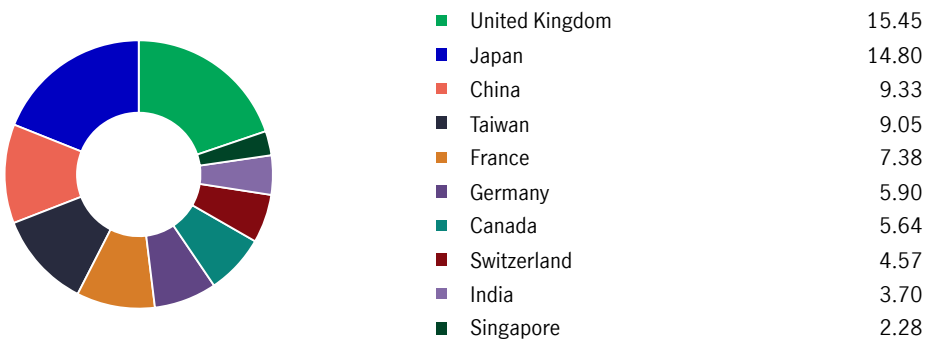 United Kingdom 15.45
Japan 14.80
China 9.33
Taiwan 9.05
France 7.38
Germany 5.90
Canada 5.64
Switzerland 4.57
India 3.70
Singapore 2.28